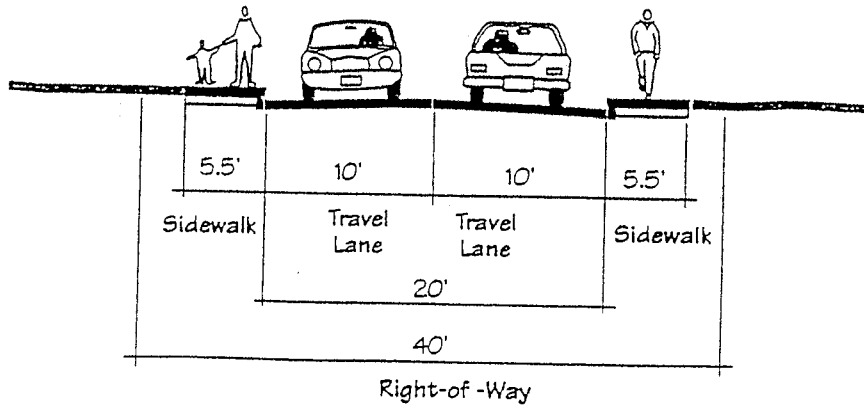 5.5' 10' 10' 5.5'
Sidewalk Travel Lane Travel Lane Sidewalk
20'
40'
Right-of -Way